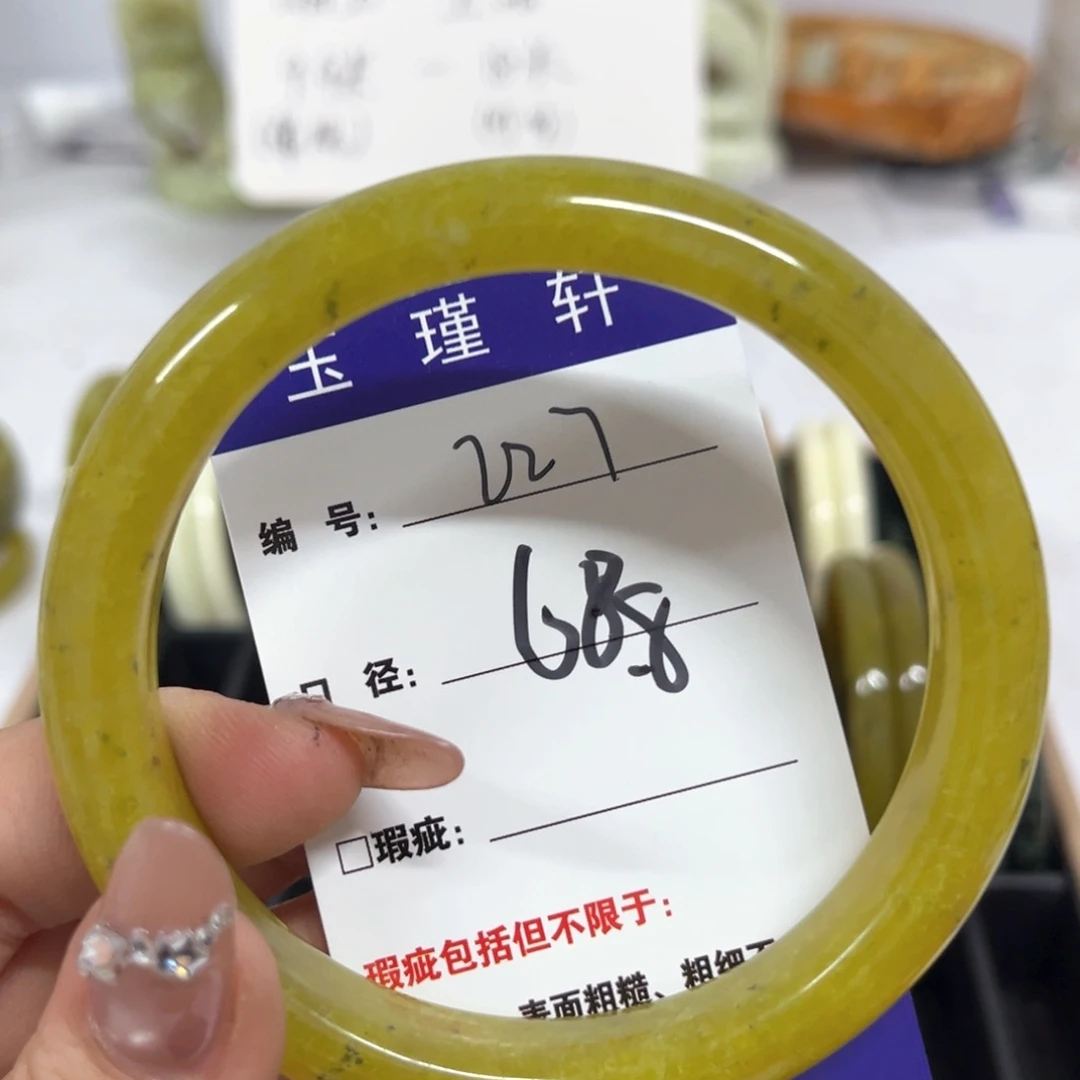 玉瑾轩
编 号: 227
口 径: 68.8
□瑕疵:
瑕疵包括但不限于:
表面粗糙、粗细不